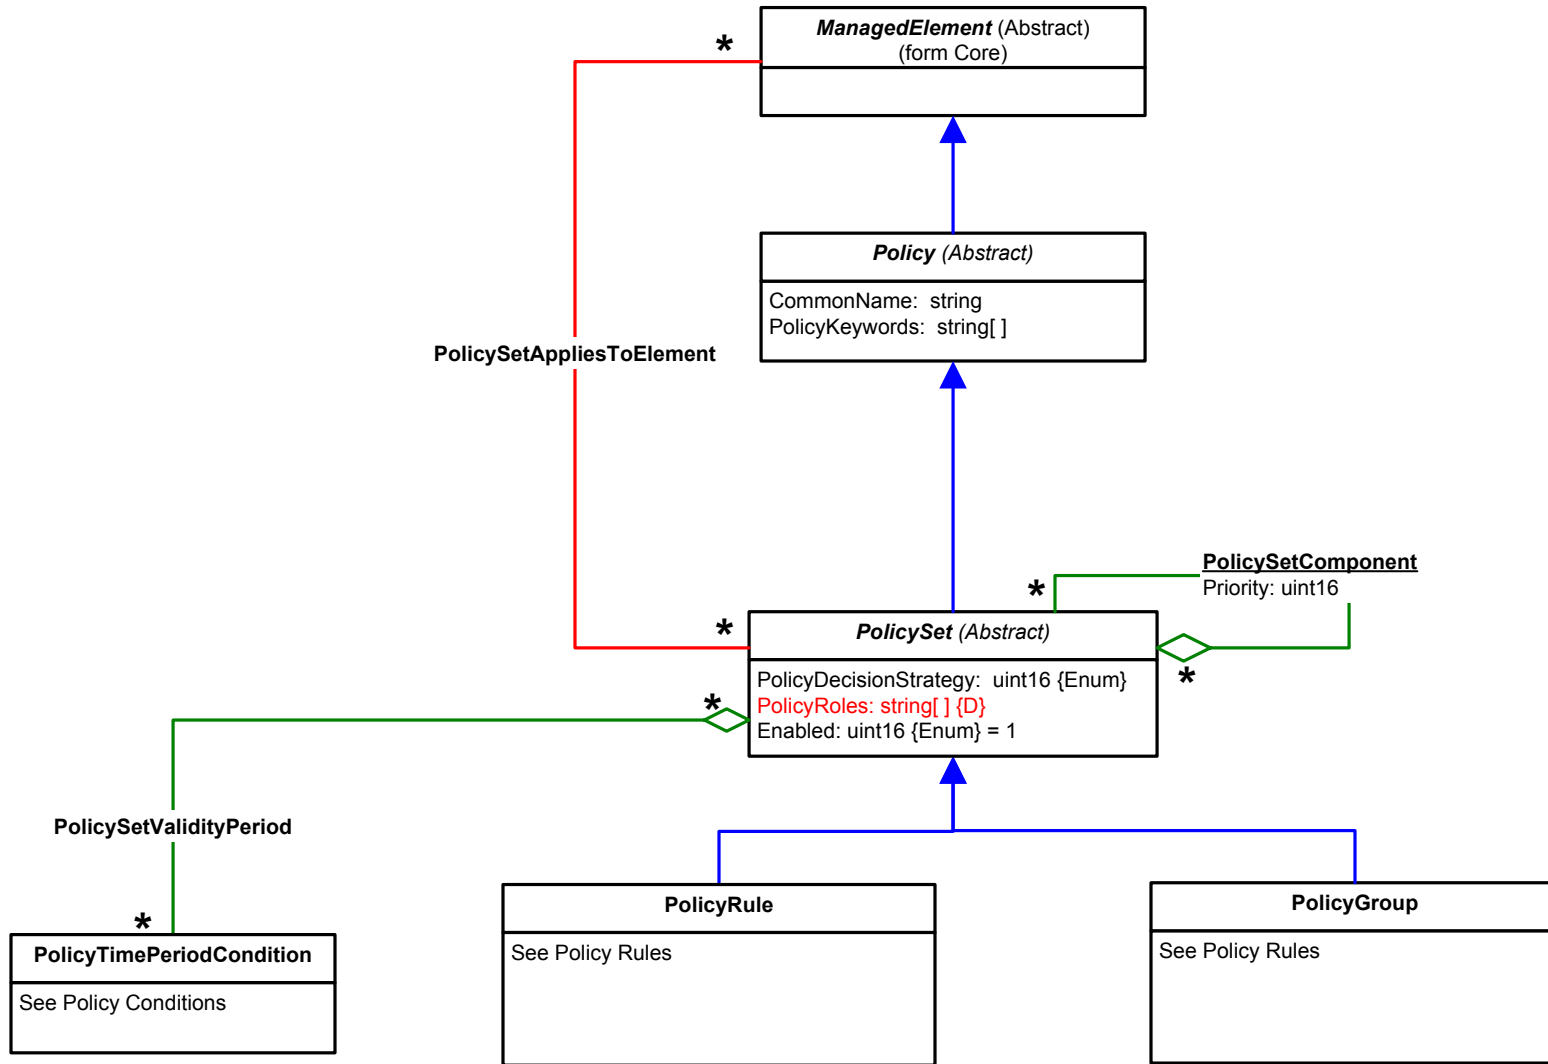 ManagedElement (Abstract)
(form Core)
*
Policy (Abstract)
CommonName:  string
PolicyKeywords:  string[ ]
PolicySetAppliesToElement
PolicySetComponent
Priority: uint16
*
*
PolicySet (Abstract)
*
PolicyDecisionStrategy:  uint16 {Enum}
PolicyRoles: string[ ] {D}
Enabled: uint16 {Enum} = 1
*
PolicySetValidityPeriod
*
PolicyTimePeriodCondition
See Policy Conditions
PolicyRule
See Policy Rules
PolicyGroup
See Policy Rules